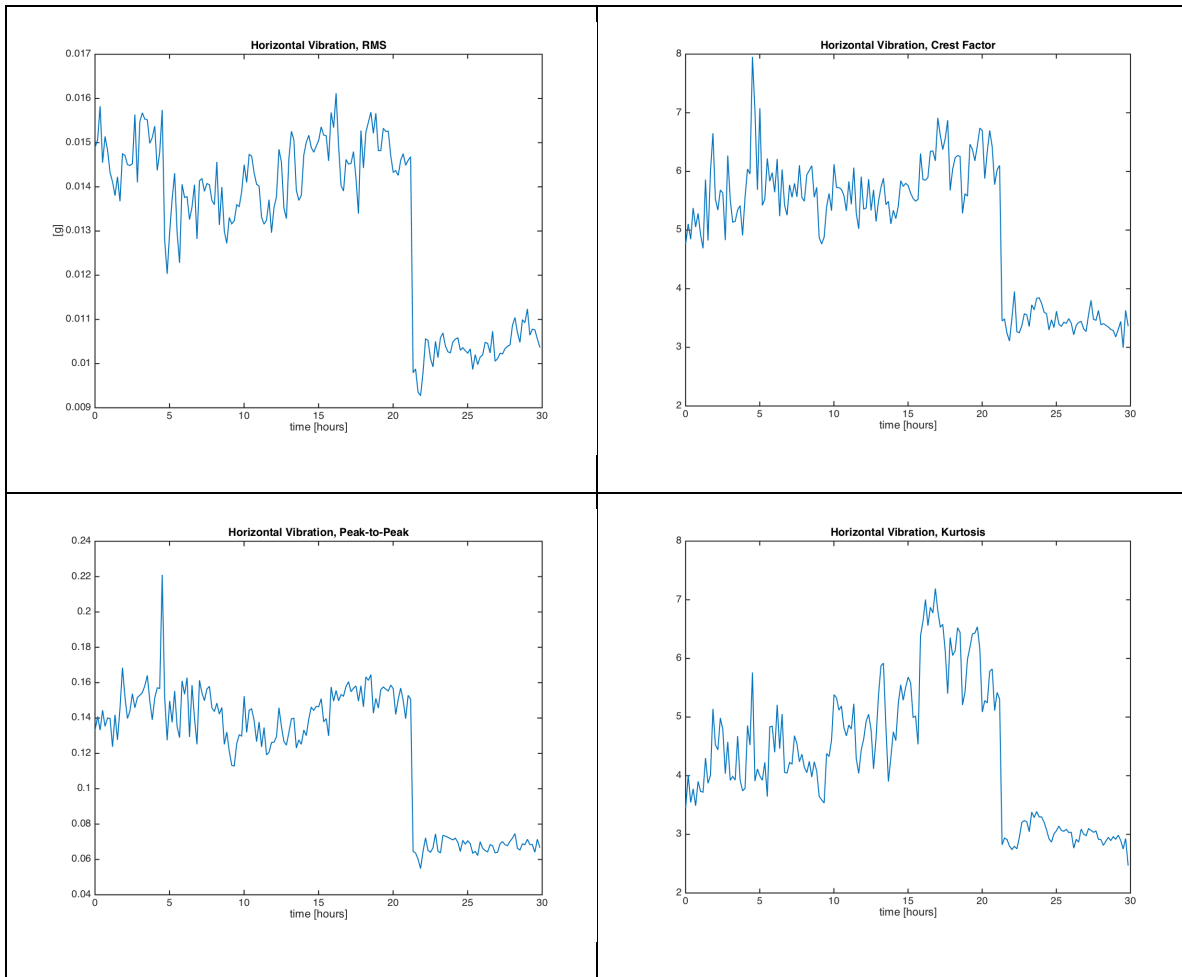 Horizontal Vibration, RMS
0.017
0.016
0.015
0.014
0.013
0.012
0.011
0.01
0.009
[g]
0 5 10 15 20 25 30
time [hours]
Horizontal Vibration, Crest Factor
8
7
6
5
4
3
2
0 5 10 15 20 25 30
time [hours]
Horizontal Vibration, Peak-to-Peak
0.24
0.22
0.2
0.18
0.16
0.14
0.12
0.1
0.08
0.06
0.04
0 5 10 15 20 25 30
time [hours]
Horizontal Vibration, Kurtosis
8
7
6
5
4
3
2
0 5 10 15 20 25 30
time [hours]